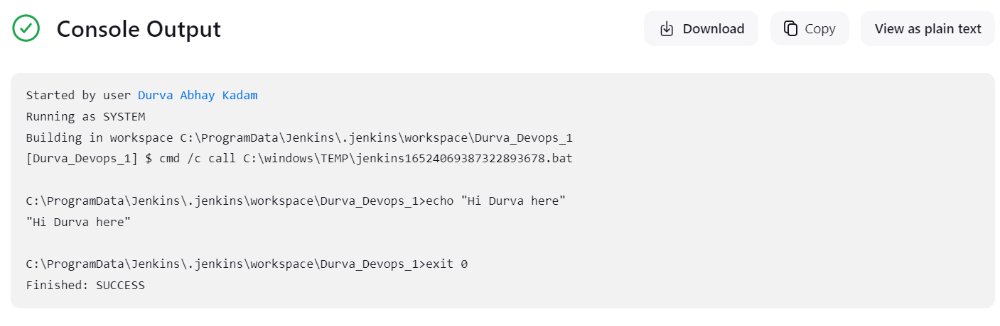 Console Output
Download
Copy
View as plain text
Started by user Durva Abhay Kadam
Running as SYSTEM
Building in workspace C:\ProgramData\Jenkins\.jenkins\workspace\Durva_Devops_1
[Durva_Devops_1] $ cmd /c call C:\windows\TEMP\jenkins16524069387322893678.bat
C:\ProgramData\Jenkins\.jenkins\workspace\Durva_Devops_1>echo "Hi Durva here"
"Hi Durva here"
C:\ProgramData\Jenkins\.jenkins\workspace\Durva_Devops_1>exit 0
Finished: SUCCESS